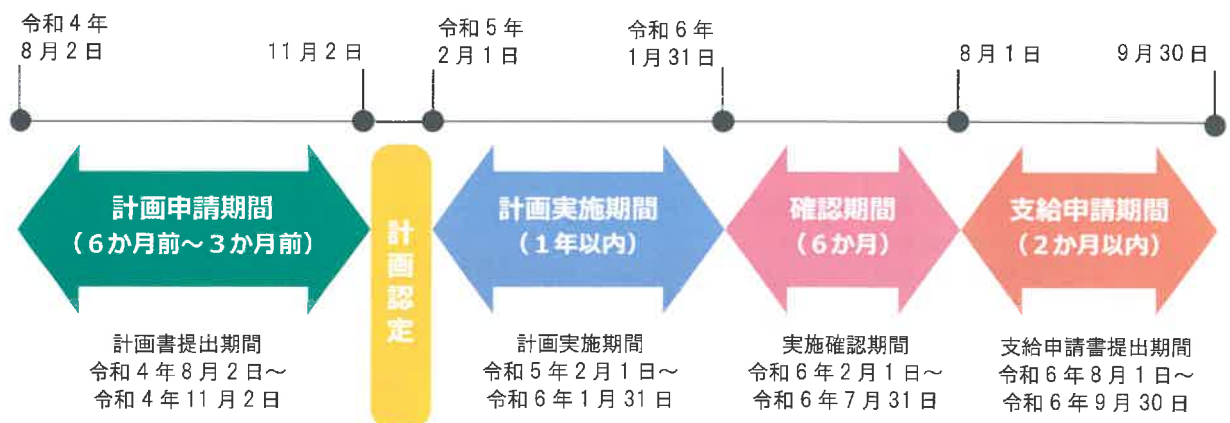 令和4年
8月2日
11月2日
令和5年
2月1日
令和6年
1月31日
8月1日
9月30日
計画申請期間
（6か月前～3か月前）
計画認定
計画実施期間
（1年以内）
確認期間
（6か月）
支給申請期間
（2か月以内）
計画書提出期間
令和4年8月2日～
令和4年11月2日
計画実施期間
令和5年2月1日～
令和6年1月31日
実施確認期間
令和6年2月1日～
令和6年7月31日
支給申請書提出期間
令和6年8月1日～
令和6年9月30日